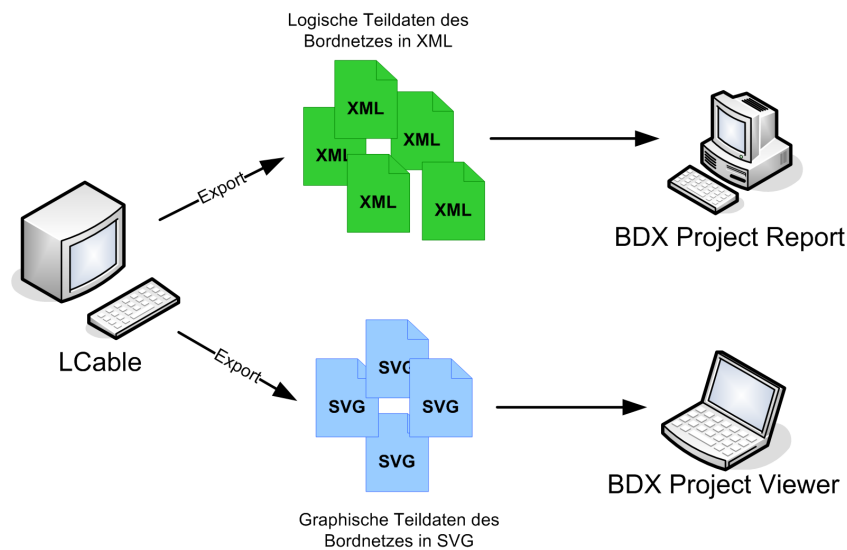 Logische Teildaten des
Bordnetzes in XML
XML
XML
XML
XML
XML
Export
BDX Project Report
LCable
Export
SVG
SVG
SVG
SVG
BDX Project Viewer
Graphische Teildaten des
Bordnetzes in SVG